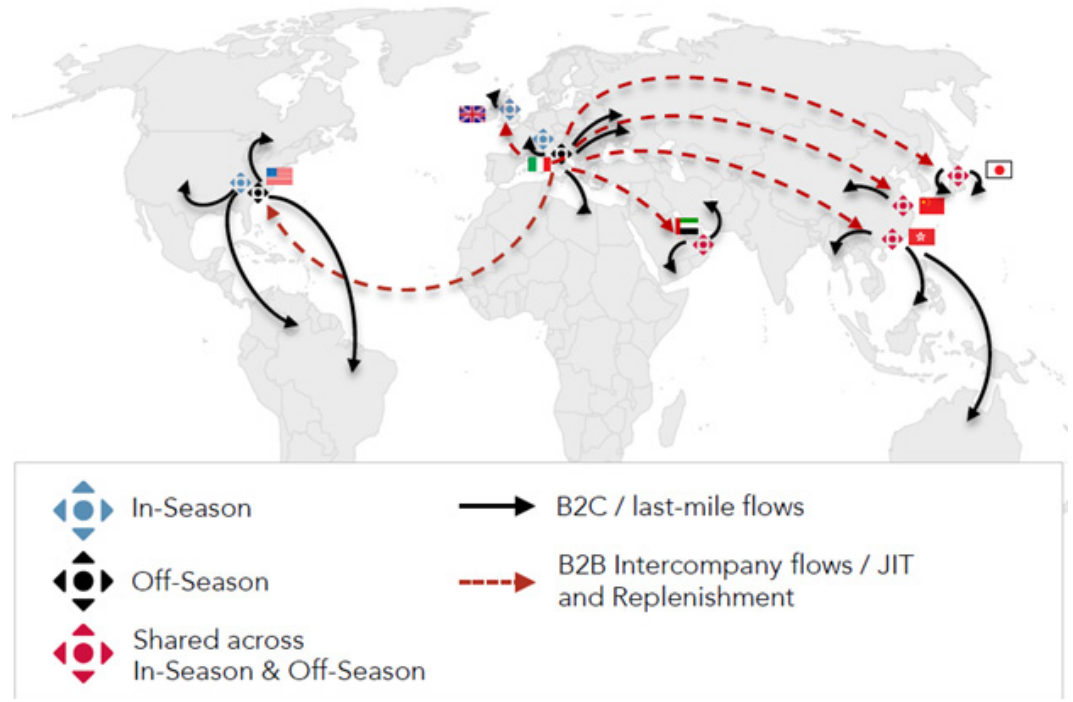 In-Season
Off-Season
Shared across
In-Season & Off-Season
B2C / last-mile flows
B2B Intercompany flows / JIT
and Replenishment